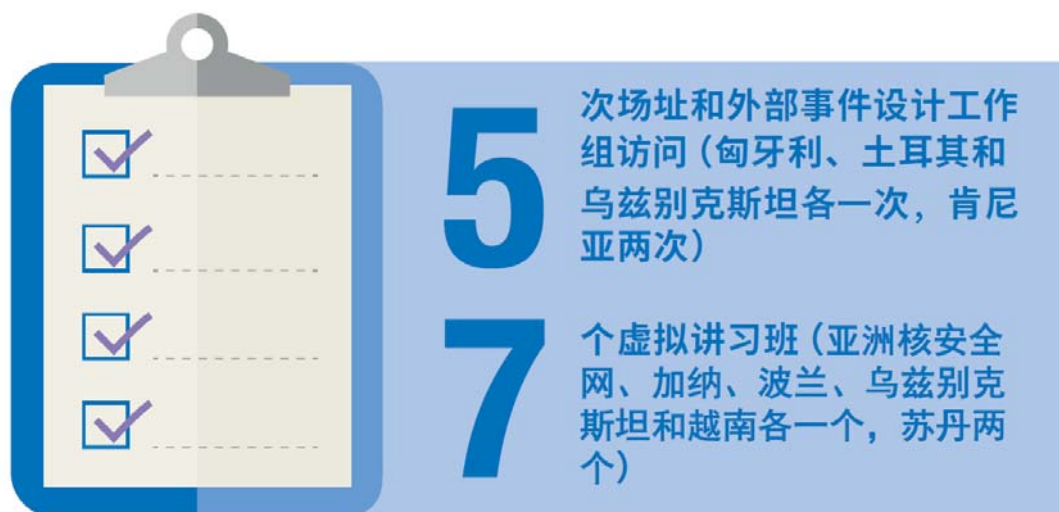 5
次场址和外部事件设计工作
组访问（匈牙利、土耳其和
乌兹别克斯坦各一次，肯尼
亚两次）
7
个虚拟讲习班（亚洲核安全
网、加纳、波兰、乌兹别克
斯坦和越南各一个，苏丹两
个）